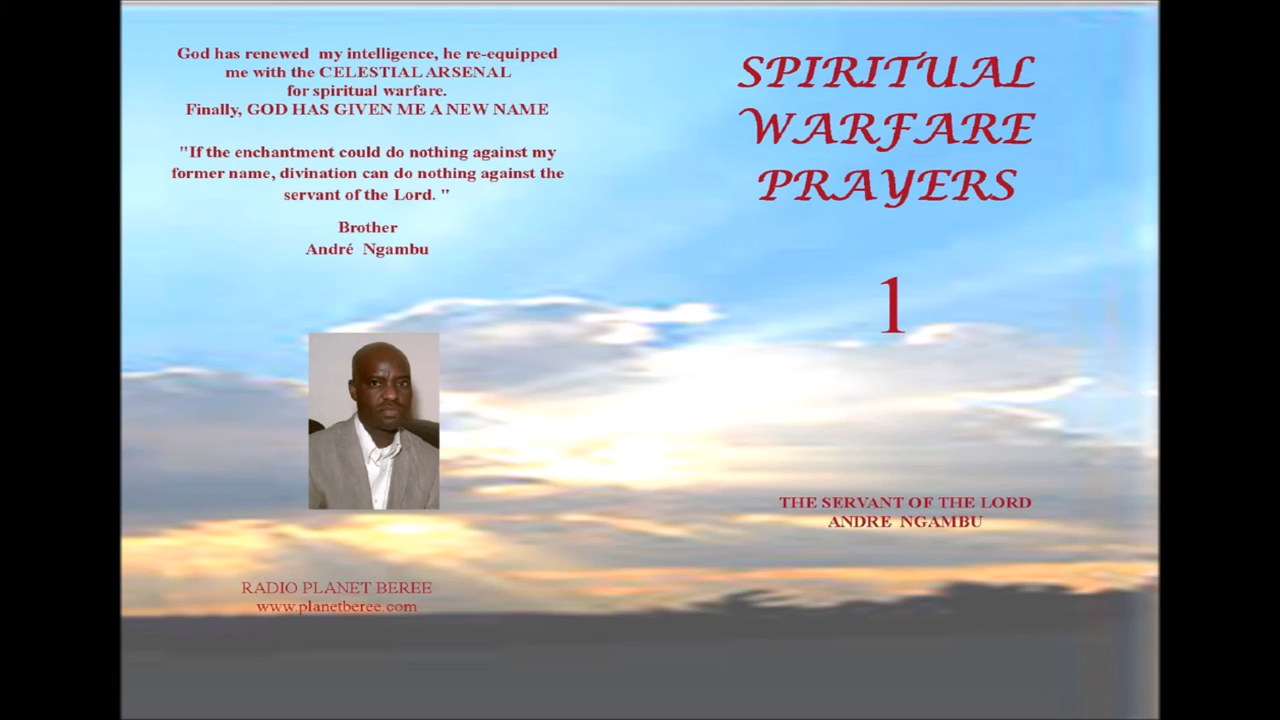 God has renewed my intelligence, he re-equipped
me with the CELESTIAL ARSENAL
for spiritual warfare.
Finally, GOD HAS GIVEN ME A NEW NAME
"If the enchantment could do nothing against my
former name, divination can do nothing against the
servant of the Lord. "
Brother
André Ngambu
RADIO PLANET BEREE
www.planetberee.com
SPIRITUAL
WARFARE
PRAYERS
1
THE SERVANT OF THE LORD
ANDRE NGAMBU